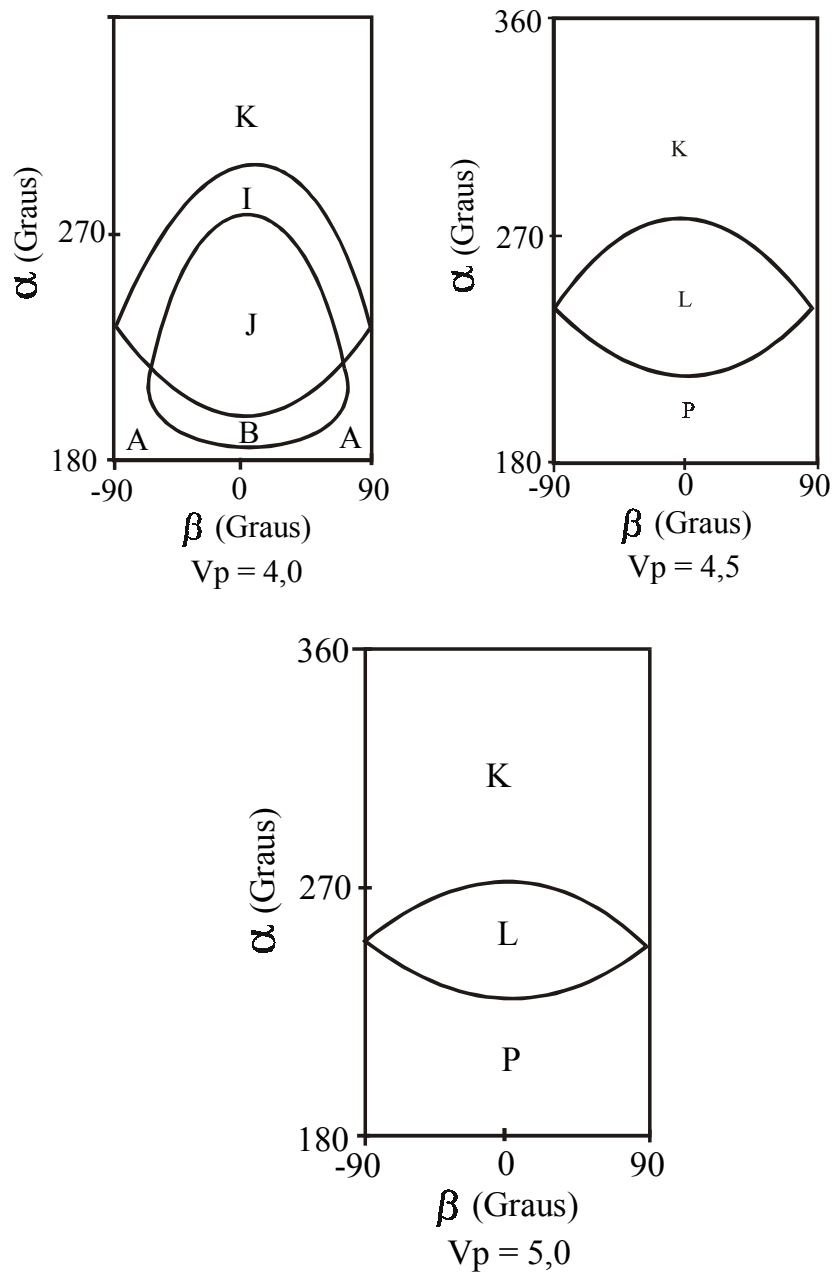 K
I
J
B
A
A
α (Graus)
270
180
-90
0
90
β (Graus)
Vp = 4,0
360
K
L
P
α (Graus)
270
180
-90
0
90
β (Graus)
Vp = 4,5
360
K
L
P
α (Graus)
270
180
-90
0
90
β (Graus)
Vp = 5,0